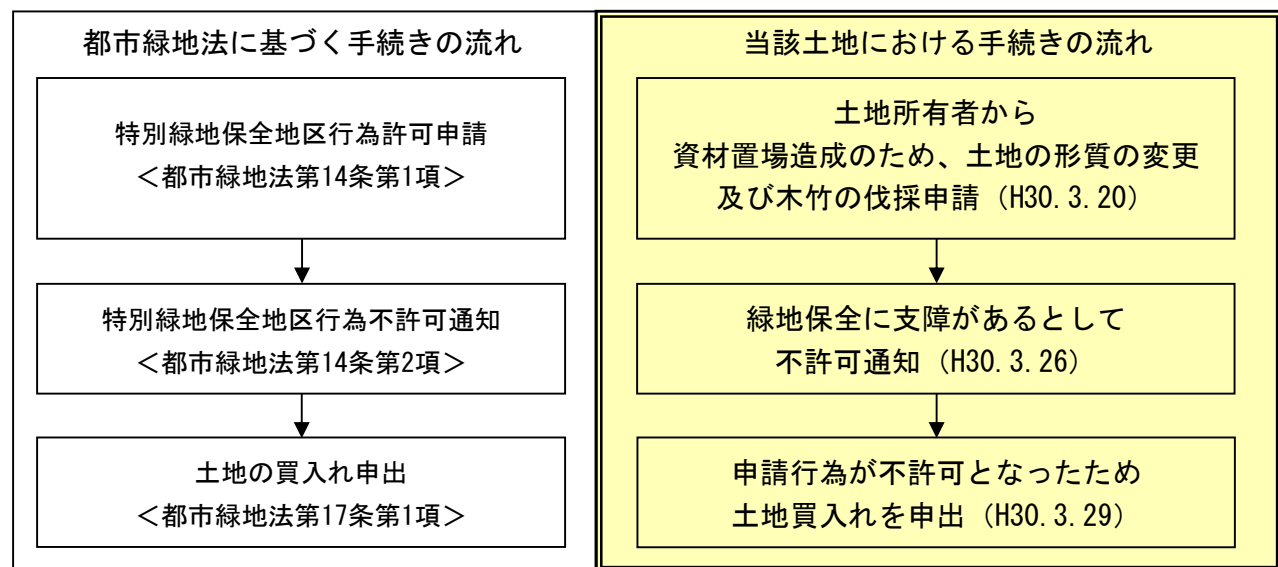 都市緑地法に基づく手続きの流れ
特別緑地保全地区行為許可申請
＜都市緑地法第14条第1項＞
特別緑地保全地区行為不許可通知
＜都市緑地法第14条第2項＞
土地の買入れ申出
＜都市緑地法第17条第1項＞
当該土地における手続きの流れ
土地所有者から
資材置場造成のため、土地の形質の変更
及び木竹の伐採申請（H30.3.20）
緑地保全に支障があるとして
不許可通知（H30.3.26）
申請行為が不許可となったため
土地買入れを申出（H30.3.29）